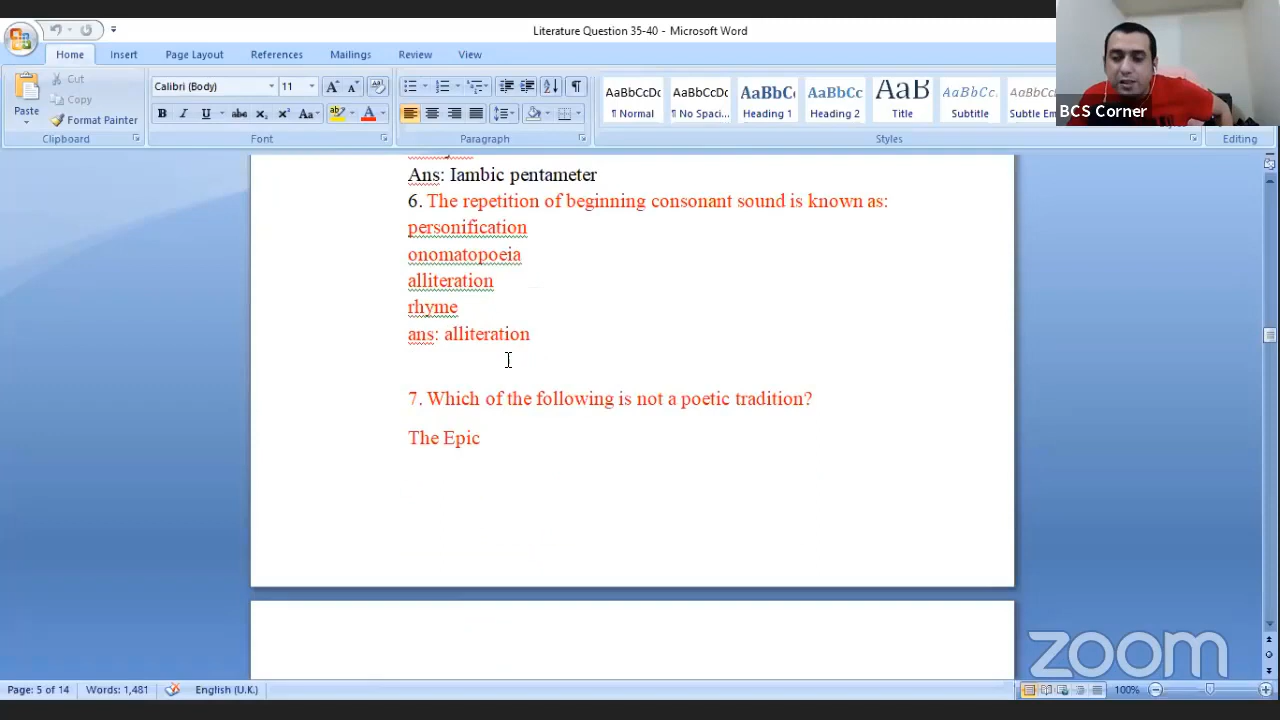 Literature Question 35-40 - Microsoft Word
Home Insert Page Layout References Mailings Review View
Cut
Copy
Format Painter
Paste
Clipboard
Calibri (Body) 11
Font
Paragraph
AaBbCcDc AaBbCcDc AaBbC AaBbCc AaB AaBbCc. AaBbCc.
¶ Normal ¶ No Spaci... Heading 1 Heading 2 Title Subtitle Subtle Em
Styles
Editing
BCS Corner
Ans: Iambic pentameter
6. The repetition of beginning consonant sound is known as:
personification
onomatopoeia
alliteration
rhyme
ans: alliteration
7. Which of the following is not a poetic tradition?
The Epic
zoom
Page: 5 of 14 Words: 1,481 English (U.K.) 100%